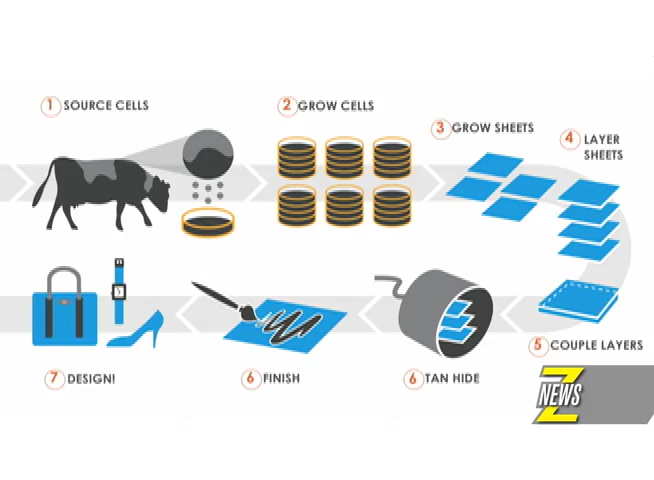 1 SOURCE CELLS
2 GROW CELLS
3 GROW SHEETS
4 LAYER
SHEETS
5 COUPLE LAYERS
6 TAN HIDE
6 FINISH
7 DESIGN!
Z
NEWS